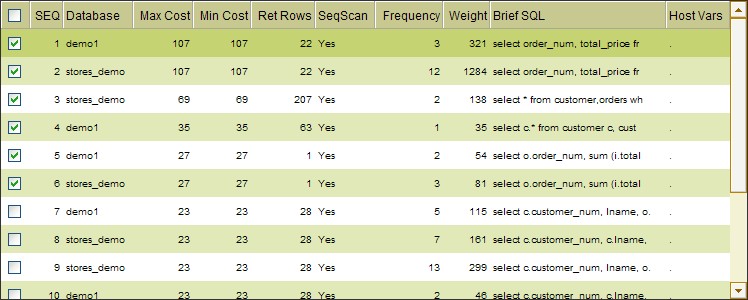 SEQ Database Max Cost Min Cost Ret Rows SeqScan Frequency Weight Brief SQL Host Vars
1 demo1 107 107 22 Yes 3 321 select order_num, total_price fr .
2 stores_demo 107 107 22 Yes 12 1284 select order_num, total_price fr .
3 stores_demo 69 69 207 Yes 2 138 select * from customer,orders wh .
4 demo1 35 35 63 Yes 1 35 select c.* from customer c, cust .
5 demo1 27 27 1 Yes 2 54 select o.order_num, sum (i.total .
6 stores_demo 27 27 1 Yes 3 81 select o.order_num, sum (i.total .
7 demo1 23 23 28 Yes 5 115 select c.customer_num, lname, o. .
8 stores_demo 23 23 28 Yes 7 161 select c.customer_num, c.lname, .
9 stores_demo 23 23 28 Yes 13 299 select c.customer_num, lname, o. .
10 demo1 23 23 28 Yes 2 46 select c.customer_num, c.lname, .